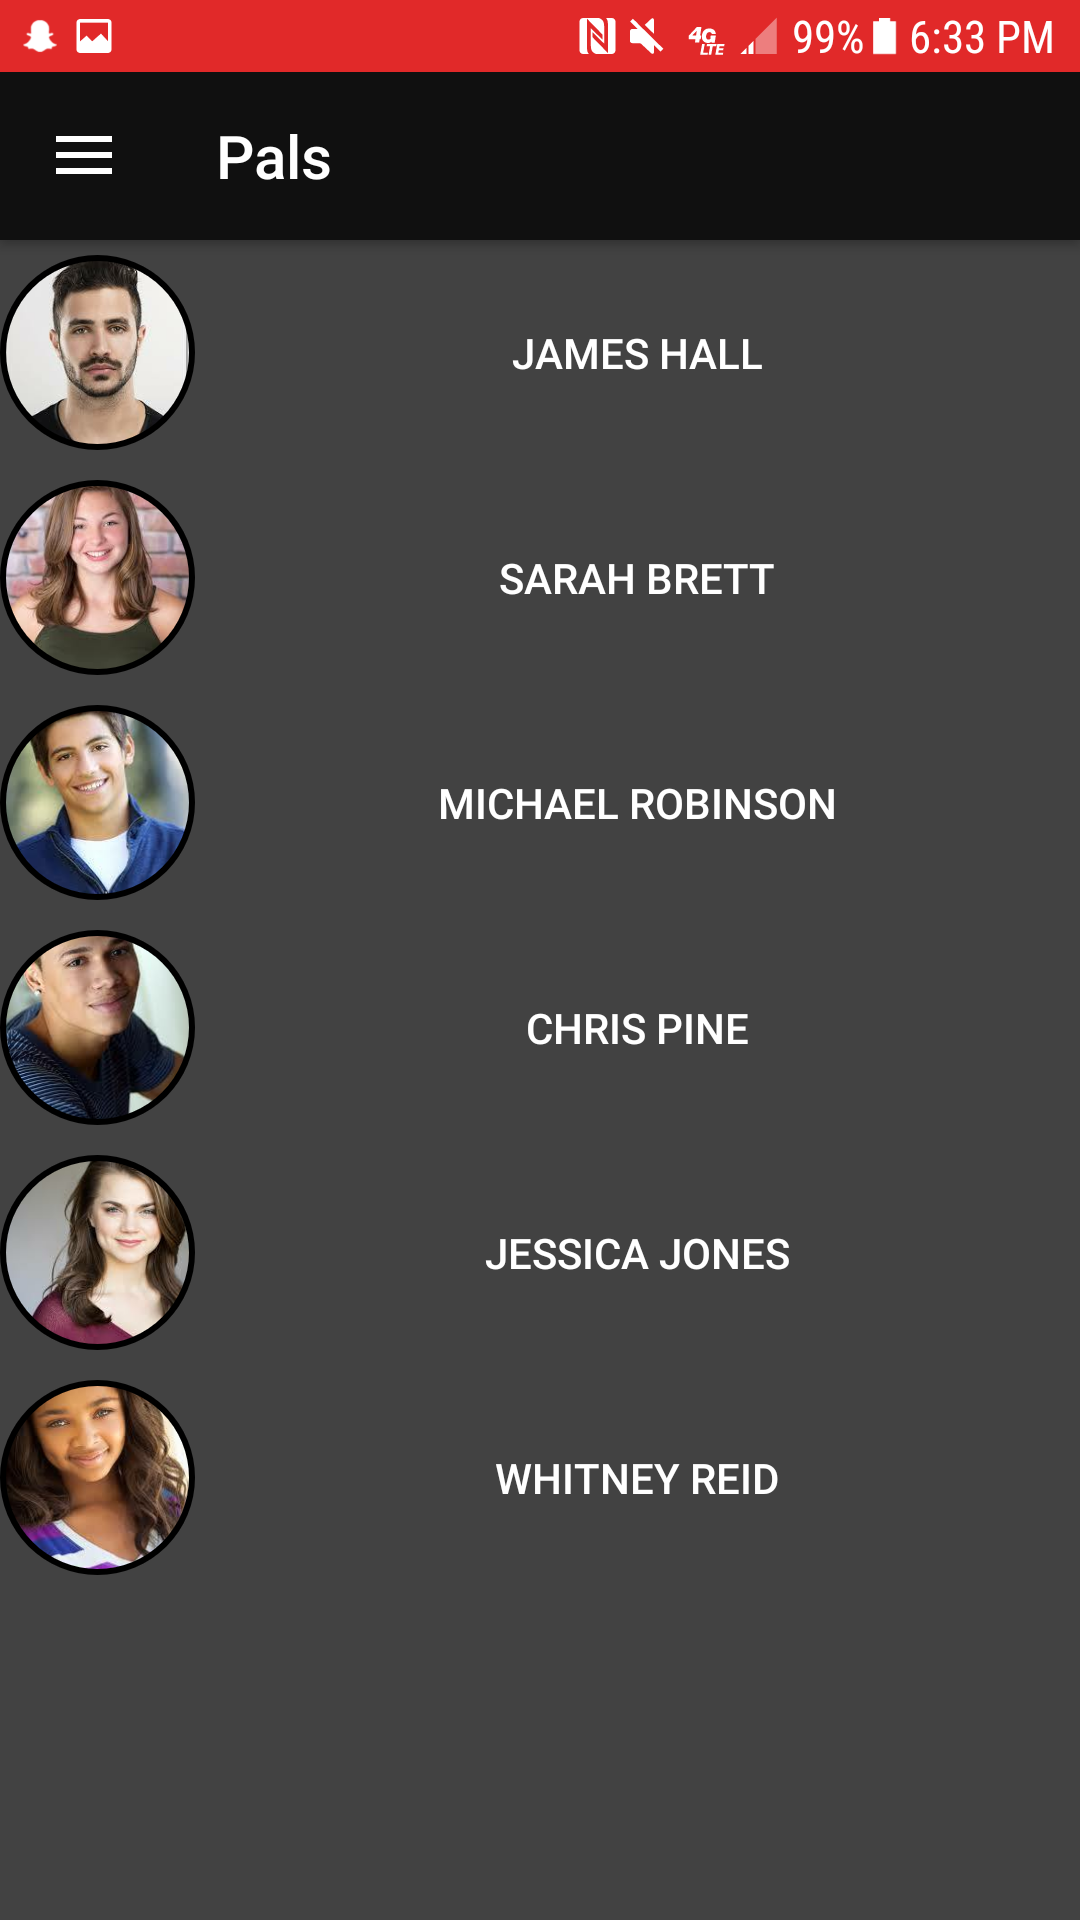 4G LTE 99% 6:33 PM
Pals
JAMES HALL
SARAH BRETT
MICHAEL ROBINSON
CHRIS PINE
JESSICA JONES
WHITNEY REID